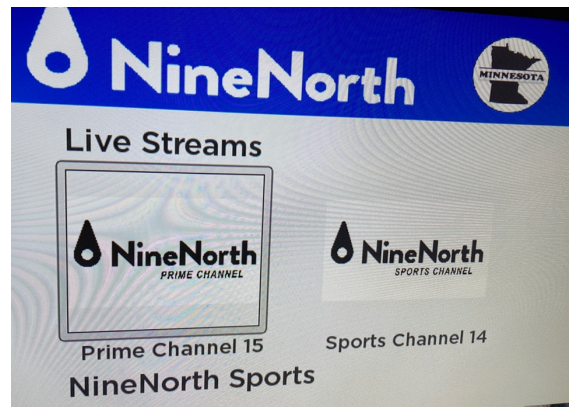 NineNorth
MINNESOTA
Live Streams
NineNorth
PRIME CHANNEL
NineNorth
SPORTS CHANNEL
Prime Channel 15
Sports Channel 14
NineNorth Sports